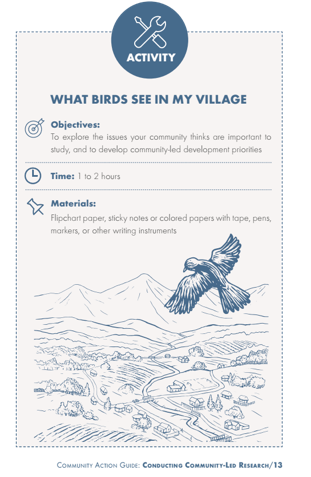 ACTIVITY
WHAT BIRDS SEE IN MY VILLAGE
Objectives:
To explore the issues your community thinks are important to
study, and to develop community-led development priorities
Time: 1 to 2 hours
Materials:
Flipchart paper, sticky notes or colored papers with tape, pens,
markers, or other writing instruments
Community Action Guide: Conducting Community-Led Research/13